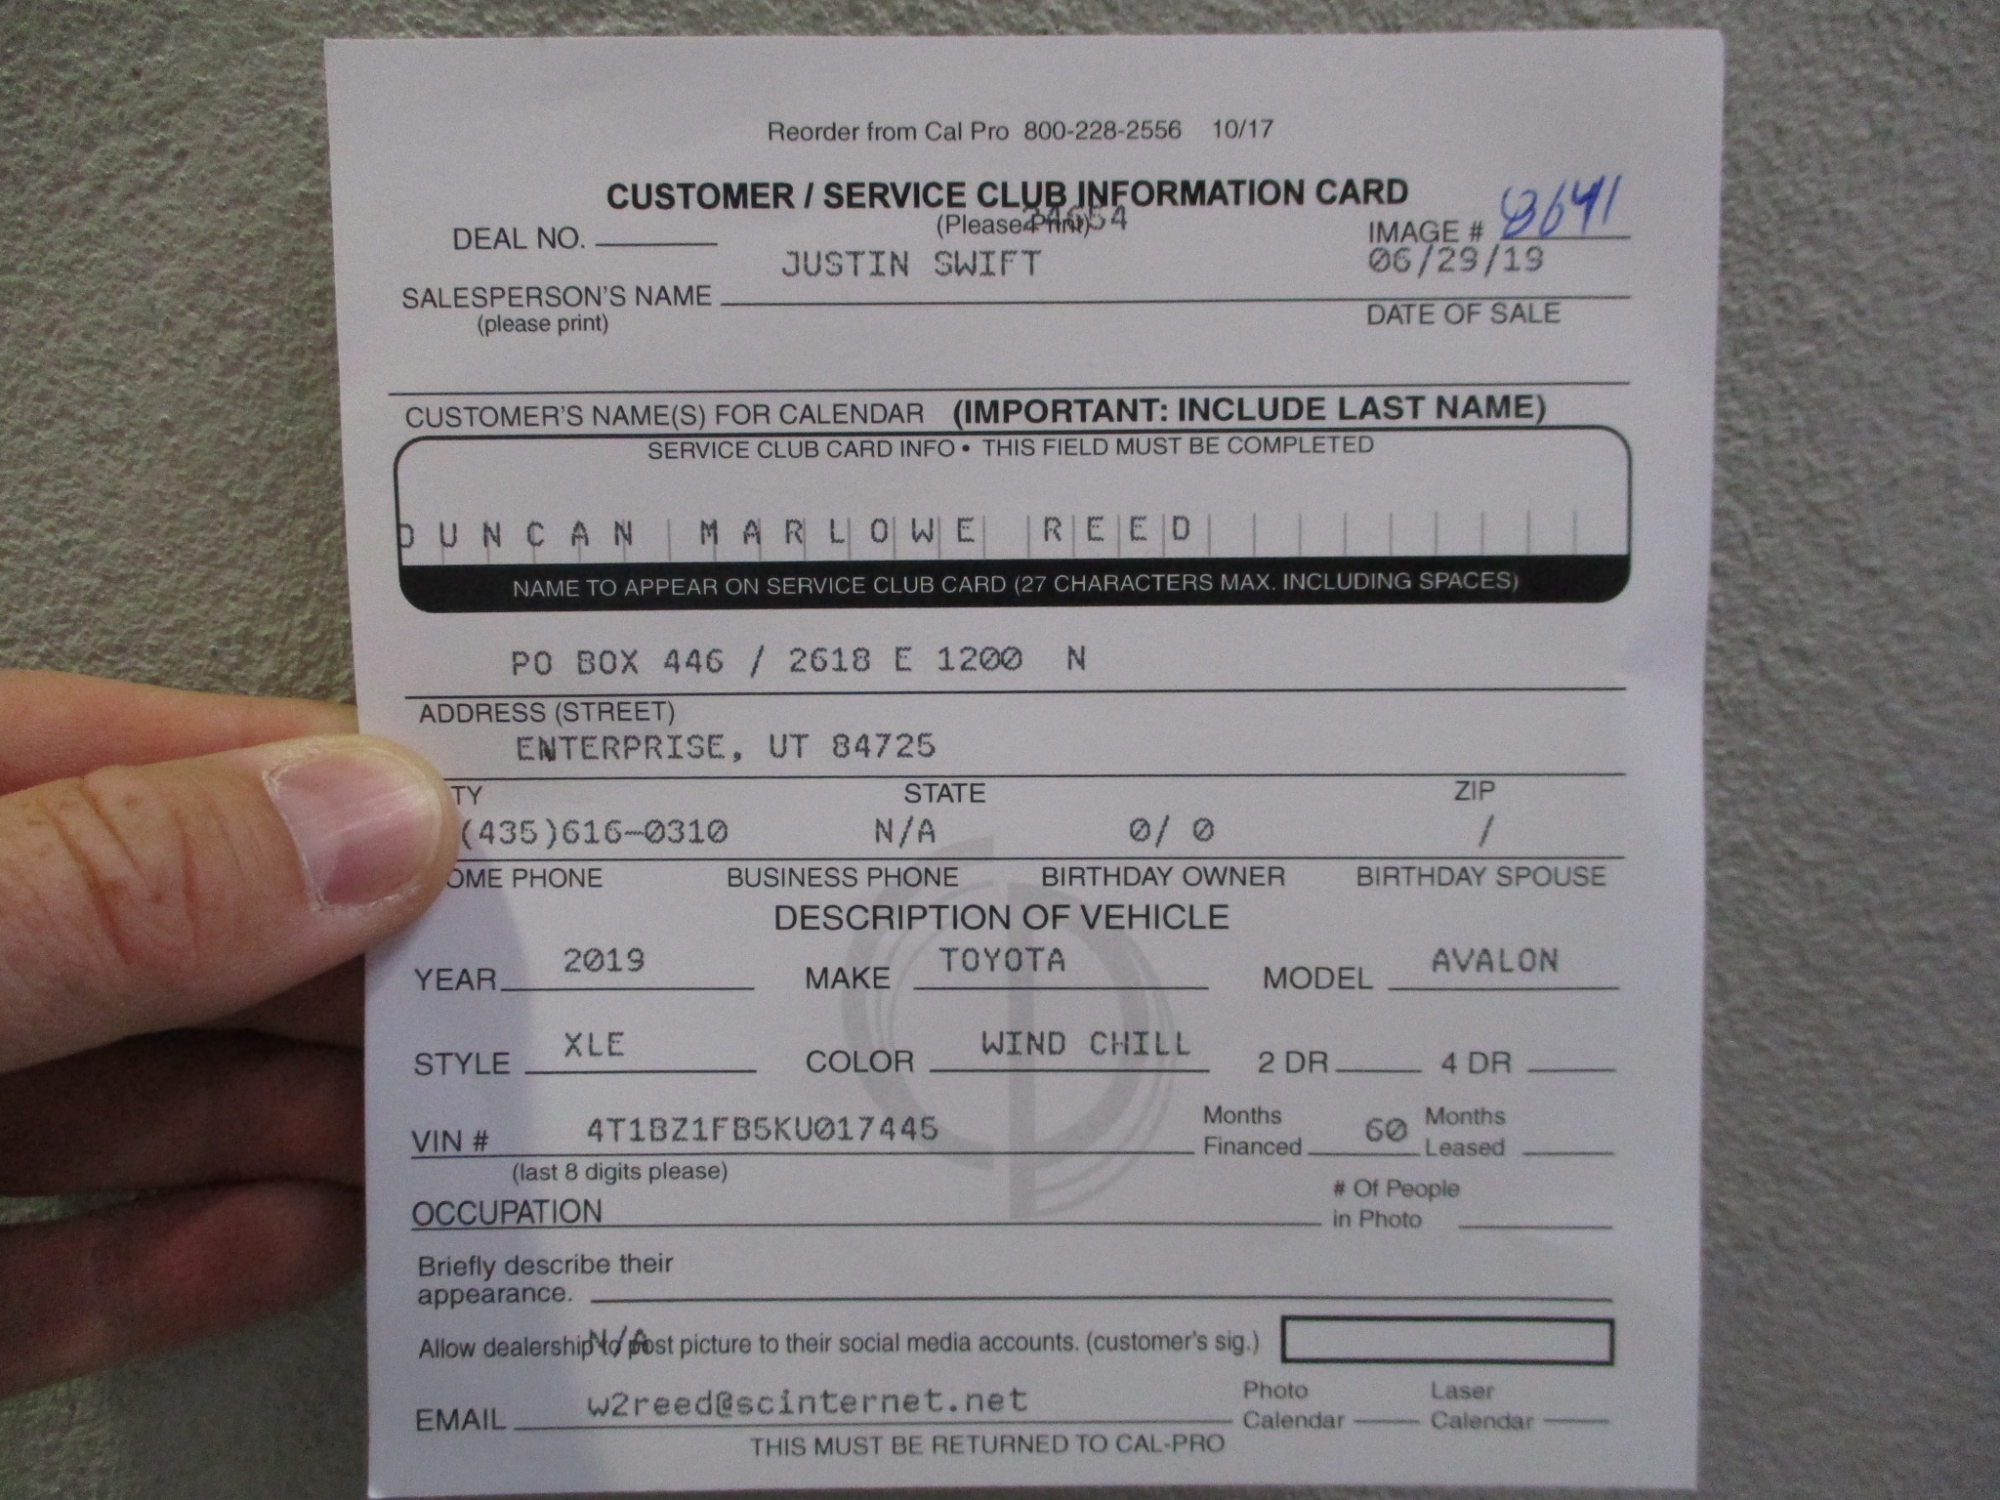 Reorder from Cal Pro 800-228-2556 10/17
CUSTOMER / SERVICE CLUB INFORMATION CARD
(Please Print)
DEAL NO. IMAGE # 8641
JUSTIN SWIFT 06/29/19
SALESPERSON'S NAME
(please print) DATE OF SALE
CUSTOMER'S NAME(S) FOR CALENDAR (IMPORTANT: INCLUDE LAST NAME)
SERVICE CLUB CARD INFO • THIS FIELD MUST BE COMPLETED
DUNCAN MARLOWE REED
NAME TO APPEAR ON SERVICE CLUB CARD (27 CHARACTERS MAX. INCLUDING SPACES)
PO BOX 446 / 2618 E 1200 N
ADDRESS (STREET)
ENTERPRISE, UT 84725
TY STATE ZIP
(435)616-0310 N/A 0/ 0 /
OME PHONE BUSINESS PHONE BIRTHDAY OWNER BIRTHDAY SPOUSE
DESCRIPTION OF VEHICLE
YEAR 2019 MAKE TOYOTA MODEL AVALON
STYLE XLE COLOR WIND CHILL 2 DR 4 DR
VIN # 4T1BZ1FB5KU017445 Months Financed 60 Months Leased
(last 8 digits please)
OCCUPATION # Of People in Photo
Briefly describe their
appearance.
Allow dealership to post picture to their social media accounts. (customer's sig.)
N/A
EMAIL w2reed@scinternet.net Photo Calendar Laser Calendar
THIS MUST BE RETURNED TO CAL-PRO